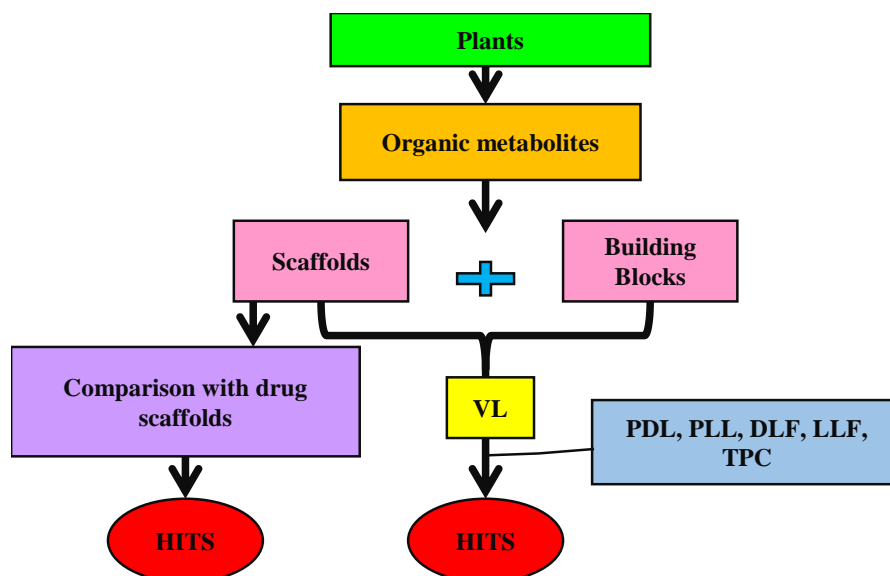 Plants
Organic metabolites
Scaffolds
Building
Blocks
Comparison with drug
scaffolds
VL
PDL, PLL, DLF, LLF,
TPC
HITS
HITS